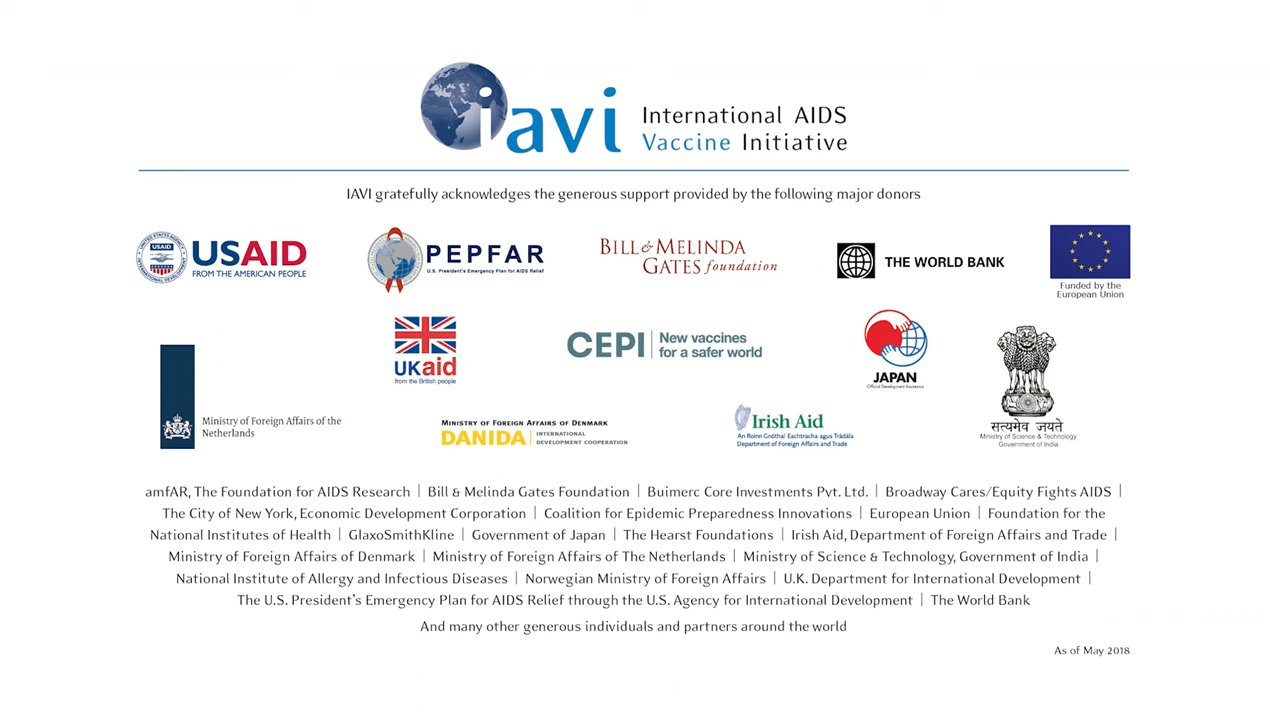 iavi International AIDS
Vaccine Initiative
IAVI gratefully acknowledges the generous support provided by the following major donors
UNITED STATES AGENCY
USAID
INTERNATIONAL DEVELOPMENT
USAID
FROM THE AMERICAN PEOPLE
PEPFAR
U.S. President's Emergency Plan for AIDS Relief
BILL & MELINDA
GATES foundation
THE WORLD BANK
Funded by the
European Union
UKaid
from the British people
CEPI
New vaccines
for a safer world
JAPAN
Official Development Assistance
सत्यमेव जयते
Ministry of Science & Technology
Government of India
Ministry of Foreign Affairs of the
Netherlands
MINISTRY OF FOREIGN AFFAIRS OF DENMARK
DANIDA
INTERNATIONAL
DEVELOPMENT COOPERATION
Irish Aid
An Roinn Gnóthaí Eachtracha agus Trádála
Department of Foreign Affairs and Trade
amfAR, The Foundation for AIDS Research | Bill & Melinda Gates Foundation | Buimerc Core Investments Pvt. Ltd. | Broadway Cares/Equity Fights AIDS |
The City of New York, Economic Development Corporation | Coalition for Epidemic Preparedness Innovations | European Union | Foundation for the
National Institutes of Health | GlaxoSmithKline | Government of Japan | The Hearst Foundations | Irish Aid, Department of Foreign Affairs and Trade |
Ministry of Foreign Affairs of Denmark | Ministry of Foreign Affairs of The Netherlands | Ministry of Science & Technology, Government of India |
National Institute of Allergy and Infectious Diseases | Norwegian Ministry of Foreign Affairs | U.K. Department for International Development |
The U.S. President's Emergency Plan for AIDS Relief through the U.S. Agency for International Development | The World Bank
And many other generous individuals and partners around the world
As of May 2018